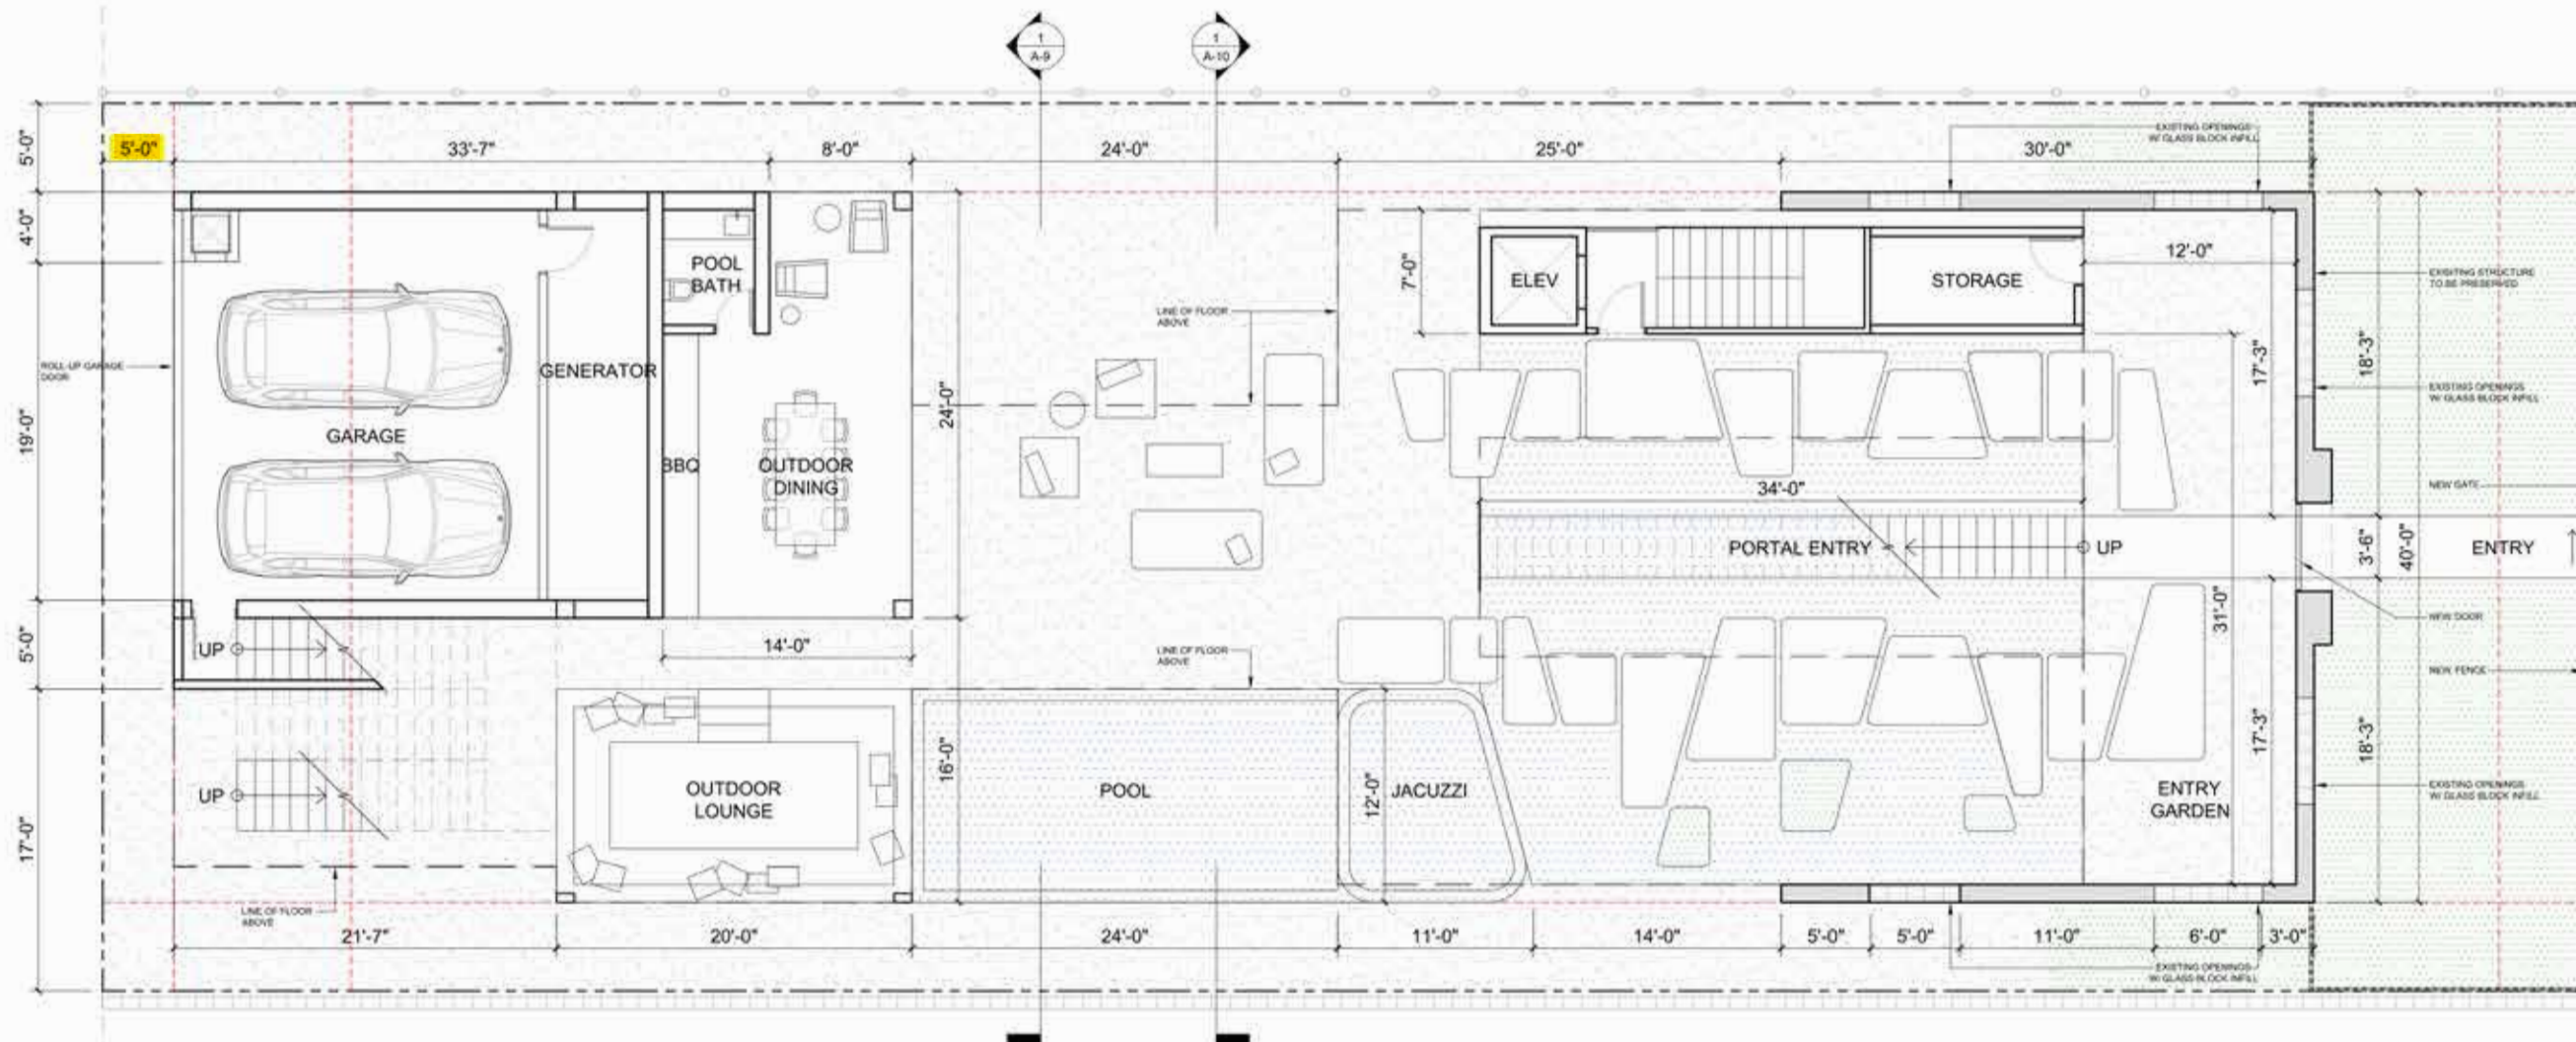 1
A-9
1
A-10
5'-0"
5'-0"
33'-7"
8'-0"
24'-0"
25'-0"
30'-0"
EXISTING OPENINGS
W/ GLASS BLOCK INFILL
4'-0"
19'-0"
5'-0"
17'-0"
ROLL-UP GARAGE
DOOR
GARAGE
GENERATOR
POOL
BATH
BBQ
OUTDOOR
DINING
24'-0"
14'-0"
UP
UP
LINE OF FLOOR
ABOVE
OUTDOOR
LOUNGE
LINE OF FLOOR
ABOVE
LINE OF FLOOR
ABOVE
16'-0"
POOL
12'-0"
JACUZZI
7'-0"
ELEV
STORAGE
12'-0"
34'-0"
PORTAL ENTRY
UP
17'-3"
31'-0"
17'-3"
ENTRY
GARDEN
18'-3"
3'-6"
40'-0"
18'-3"
EXISITING STRUCTURE
TO BE PRESERVED
EXISTING OPENINGS
W/ GLASS BLOCK INFILL
NEW GATE
ENTRY
NEW DOOR
NEW FENCE
EXISTING OPENINGS
W/ GLASS BLOCK INFILL
21'-7"
20'-0"
24'-0"
11'-0"
14'-0"
5'-0"
5'-0"
11'-0"
6'-0"
3'-0"
EXISTING OPENINGS
W/ GLASS BLOCK INFILL